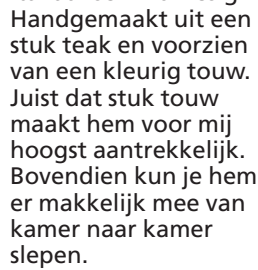 Handgemaakt uit een
stuk teak en voorzien
van een kleurig touw.
Juist dat stuk touw
maakt hem voor mij
hoogst aantrekkelijk.
Bovendien kun je hem
er makkelijk mee van
kamer naar kamer
slepen.